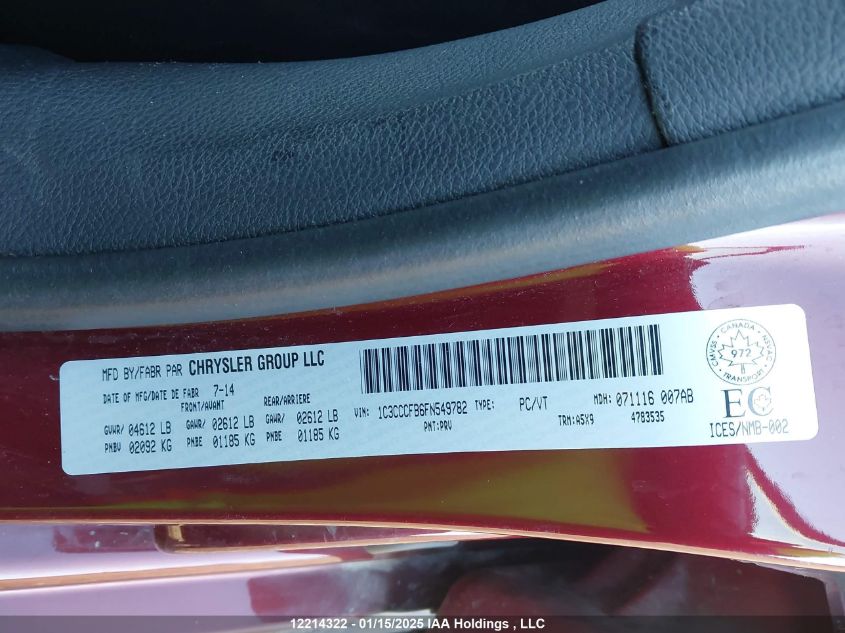 MFD BY/FABR PAR CHRYSLER GROUP LLC
DATE OF MFG/DATE DE FABR 7-14
FRONT/AVANT REAR/ARRIERE
GVWR/ 04612 LB GAWR/ 02612 LB GAWR/ 02612 LB
PNBV 02092 KG PNBE 01185 KG PNBE 01185 KG
VIN: 1C3CCCFB6FN549782 TYPE: PC/VT MDH: 071116 007AB
PNT:PRV TRM:A5X9 4783535
CANADA
CMVSS NSVAC
972
TRANSPORT
EC
ICES/NMB-002
12214322 - 01/15/2025 IAA Holdings , LLC